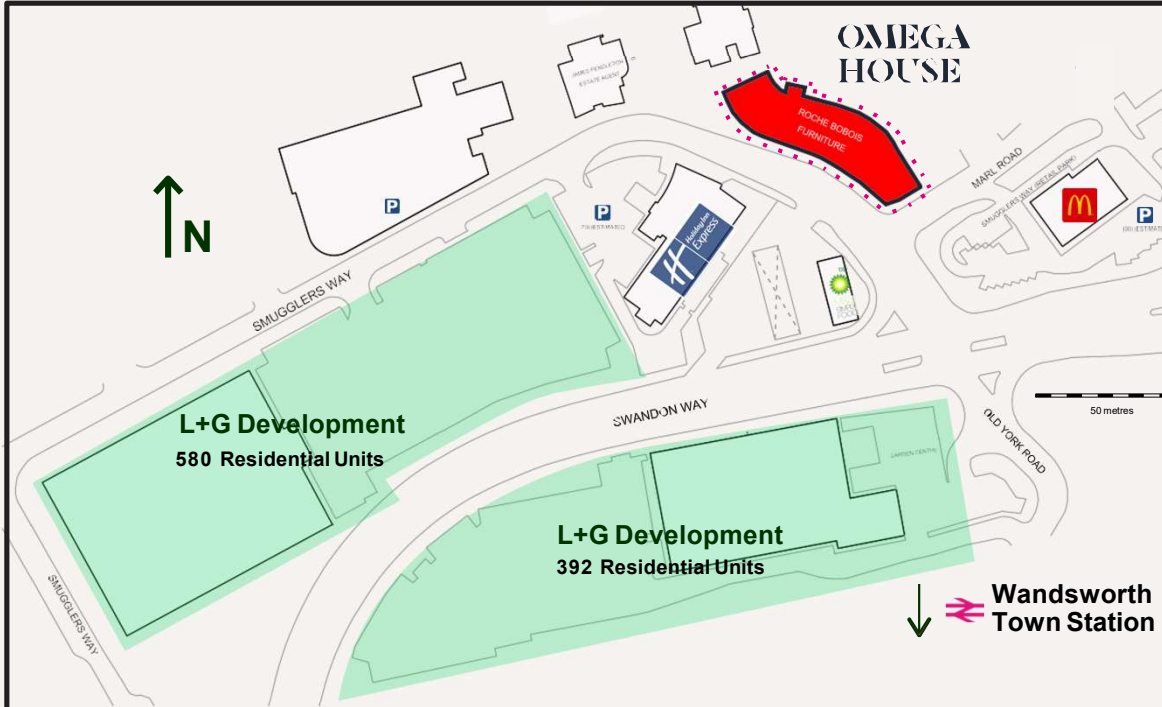 OMEGA
HOUSE
JAMES PENDLETON
ESTATE AGENT
ROCHE BOBOIS
FURNITURE
MARL ROAD
SMUGGLERS WAY (RETAIL PARK)
P
N
P
Holiday Inn
Express
P
SMUGGLERS WAY
L+G Development
580 Residential Units
SWANDON WAY
OLD YORK ROAD
50 metres
GARDEN CENTRE
L+G Development
392 Residential Units
SMUGGLERS WAY
Wandsworth
Town Station